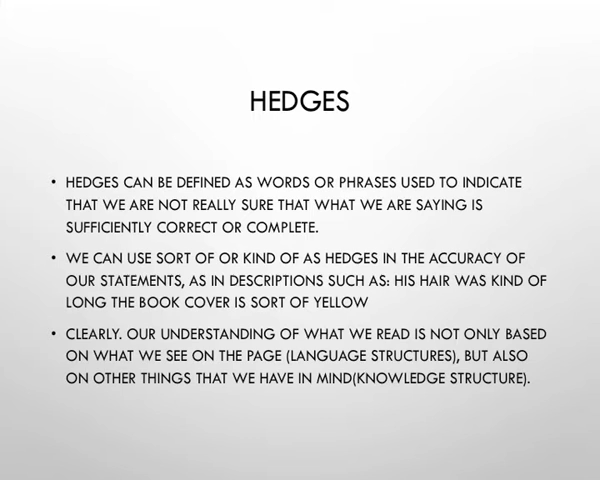 HEDGES
• HEDGES CAN BE DEFINED AS WORDS OR PHRASES USED TO INDICATE
THAT WE ARE NOT REALLY SURE THAT WHAT WE ARE SAYING IS
SUFFICIENTLY CORRECT OR COMPLETE.
• WE CAN USE SORT OF OR KIND OF AS HEDGES IN THE ACCURACY OF
OUR STATEMENTS, AS IN DESCRIPTIONS SUCH AS: HIS HAIR WAS KIND OF
LONG THE BOOK COVER IS SORT OF YELLOW
• CLEARLY. OUR UNDERSTANDING OF WHAT WE READ IS NOT ONLY BASED
ON WHAT WE SEE ON THE PAGE (LANGUAGE STRUCTURES), BUT ALSO
ON OTHER THINGS THAT WE HAVE IN MIND(KNOWLEDGE STRUCTURE).